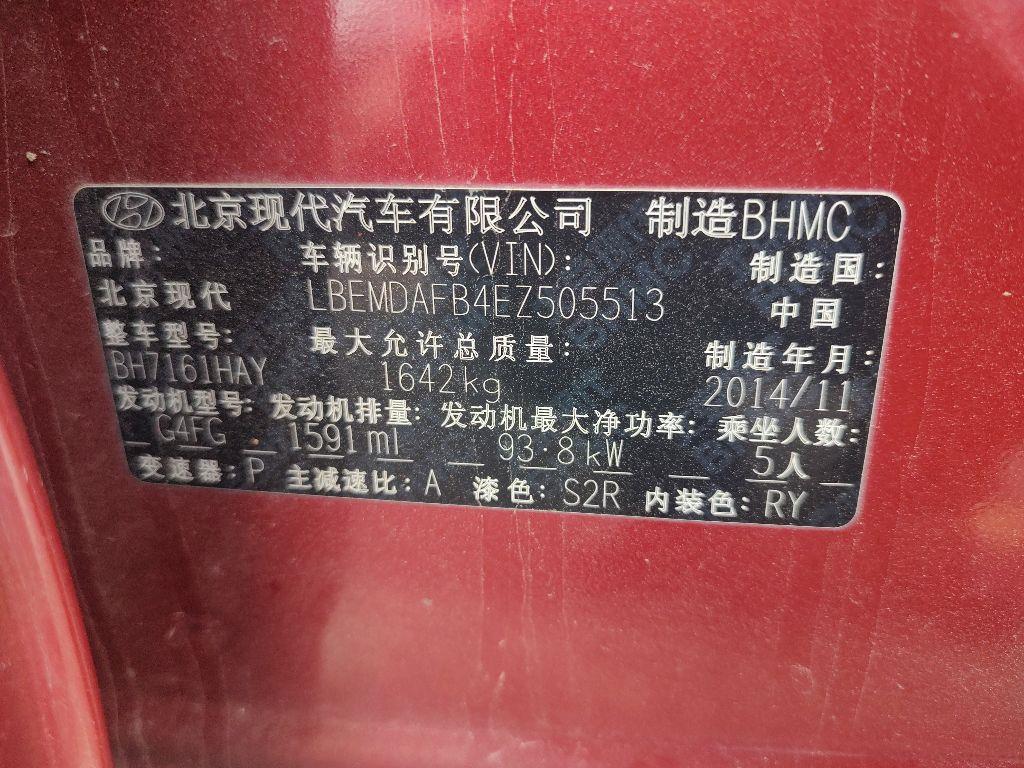 北京现代汽车有限公司 制造BHMC
品牌: 车辆识别号(VIN): 制造国:
北京现代 LBEMDAFB4EZ505513 中国
整车型号: 最大允许总质量: 制造年月:
BH7161HAY 1642kg 2014/11
发动机型号: 发动机排量: 发动机最大净功率: 乘坐人数:
G4FG 1591ml 93.8kW 5人
变速器: P 主减速比: A 漆色: S2R 内装色: RY